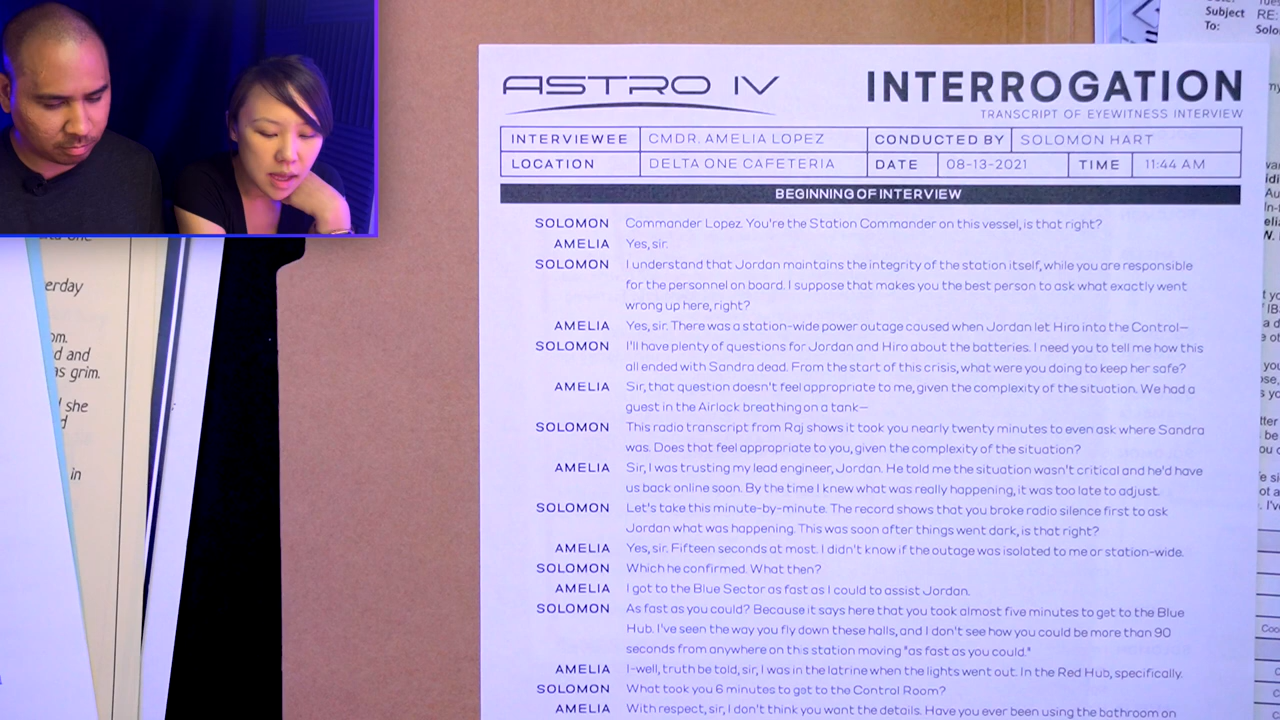 Subject RE:
To: Solo
erday
om.
d and
as grim.
she
d
in
ASTRO IV
INTERROGATION
TRANSCRIPT OF EYEWITNESS INTERVIEW
INTERVIEWEE CMDR. AMELIA LOPEZ CONDUCTED BY SOLOMON HART
LOCATION DELTA ONE CAFETERIA DATE 08-13-2021 TIME 11:44 AM
BEGINNING OF INTERVIEW
SOLOMON Commander Lopez. You're the Station Commander on this vessel, is that right?
AMELIA Yes, sir.
SOLOMON I understand that Jordan maintains the integrity of the station itself, while you are responsible
for the personnel on board. I suppose that makes you the best person to ask what exactly went
wrong up here, right?
AMELIA Yes, sir. There was a station-wide power outage caused when Jordan let Hiro into the Control—
SOLOMON I'll have plenty of questions for Jordan and Hiro about the batteries. I need you to tell me how this
all ended with Sandra dead. From the start of this crisis, what were you doing to keep her safe?
AMELIA Sir, that question doesn't feel appropriate to me, given the complexity of the situation. We had a
guest in the Airlock breathing on a tank—
SOLOMON This radio transcript from Raj shows it took you nearly twenty minutes to even ask where Sandra
was. Does that feel appropriate to you, given the complexity of the situation?
AMELIA Sir, I was trusting my lead engineer, Jordan. He told me the situation wasn't critical and he'd have
us back online soon. By the time I knew what was really happening, it was too late to adjust.
SOLOMON Let's take this minute-by-minute. The record shows that you broke radio silence first to ask
Jordan what was happening. This was soon after things went dark, is that right?
AMELIA Yes, sir. Fifteen seconds at most. I didn't know if the outage was isolated to me or station-wide.
SOLOMON Which he confirmed. What then?
AMELIA I got to the Blue Sector as fast as I could to assist Jordan.
SOLOMON As fast as you could? Because it says here that you took almost five minutes to get to the Blue
Hub. I've seen the way you fly down these halls, and I don't see how you could be more than 90
seconds from anywhere on this station moving "as fast as you could."
AMELIA I-well, truth be told, sir, I was in the latrine when the lights went out. In the Red Hub, specifically.
SOLOMON What took you 6 minutes to get to the Control Room?
AMELIA With respect, sir, I don't think you want the details. Have you ever been using the bathroom on